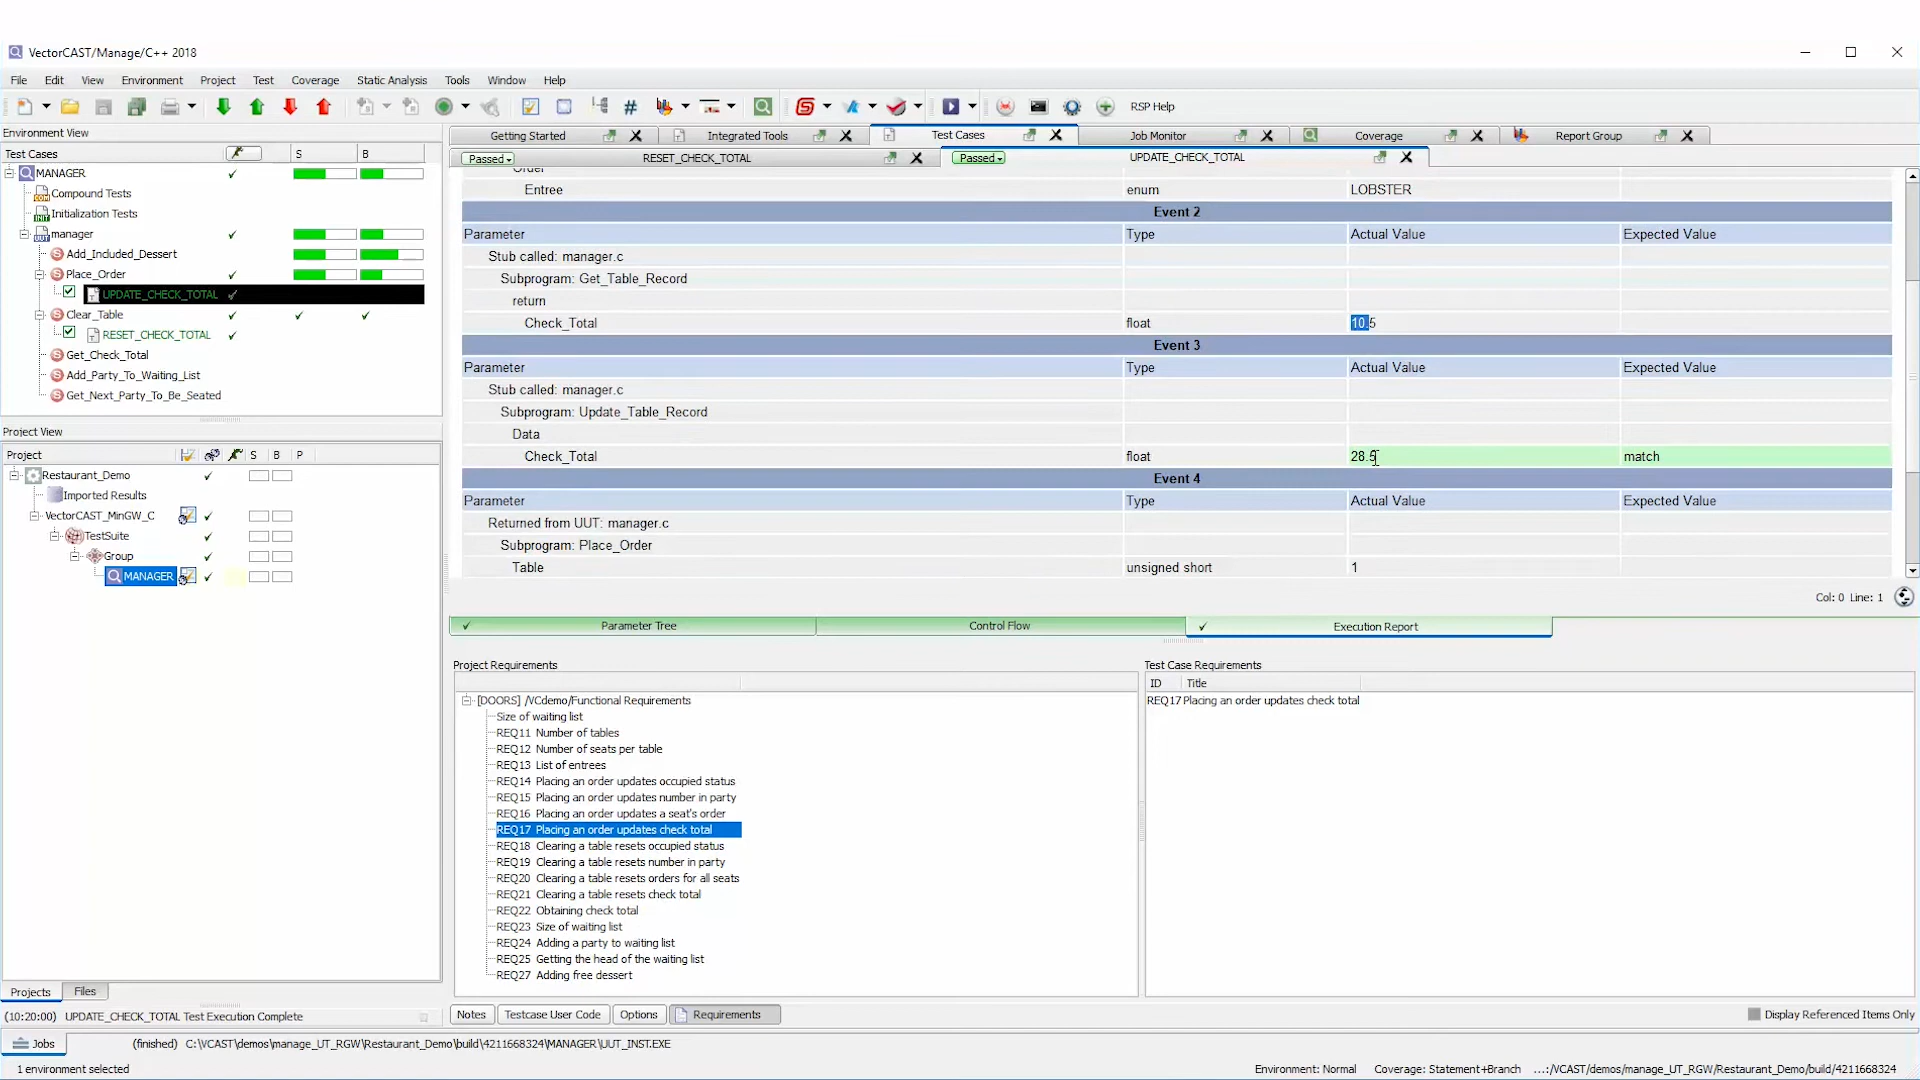 VectorCAST/Manage/C++ 2018
File Edit View Environment Project Test Coverage Static Analysis Tools Window Help
RSP Help
Environment View
Getting Started Integrated Tools Test Cases Job Monitor Coverage Report Group
Test Cases S B
Passed RESET_CHECK_TOTAL Passed UPDATE_CHECK_TOTAL
MANAGER
Compound Tests
Initialization Tests
manager
Add_Included_Dessert
Place_Order
UPDATE_CHECK_TOTAL
Clear_Table
RESET_CHECK_TOTAL
Get_Check_Total
Add_Party_To_Waiting_List
Get_Next_Party_To_Be_Seated
Order
Entree enum LOBSTER
Event 2
Parameter Type Actual Value Expected Value
Stub called: manager.c
Subprogram: Get_Table_Record
return
Check_Total float 10.5
Event 3
Parameter Type Actual Value Expected Value
Stub called: manager.c
Subprogram: Update_Table_Record
Data
Check_Total float 28.5 match
Event 4
Parameter Type Actual Value Expected Value
Returned from UUT: manager.c
Subprogram: Place_Order
Table unsigned short 1
Col: 0 Line: 1
Parameter Tree Control Flow Execution Report
Project View
Project S B P
Restaurant_Demo
Imported Results
VectorCAST_MinGW_C
TestSuite
Group
MANAGER
Project Requirements
[DOORS] /VCdemo/Functional Requirements
Size of waiting list
REQ11 Number of tables
REQ12 Number of seats per table
REQ13 List of entrees
REQ14 Placing an order updates occupied status
REQ15 Placing an order updates number in party
REQ16 Placing an order updates a seat's order
REQ17 Placing an order updates check total
REQ18 Clearing a table resets occupied status
REQ19 Clearing a table resets number in party
REQ20 Clearing a table resets orders for all seats
REQ21 Clearing a table resets check total
REQ22 Obtaining check total
REQ23 Size of waiting list
REQ24 Adding a party to waiting list
REQ25 Getting the head of the waiting list
REQ27 Adding free dessert
Test Case Requirements
ID Title
REQ17 Placing an order updates check total
Projects Files
(10:20:00) UPDATE_CHECK_TOTAL Test Execution Complete
Notes Testcase User Code Options Requirements
Display Referenced Items Only
Jobs (finished) C:\VCAST\demos\manage_UT_RGW\Restaurant_Demo\build\4211668324\MANAGER\UUT_INST.EXE
1 environment selected
Environment: Normal Coverage: Statement+Branch ...:/VCAST/demos/manage_UT_RGW/Restaurant_Demo/build/4211668324